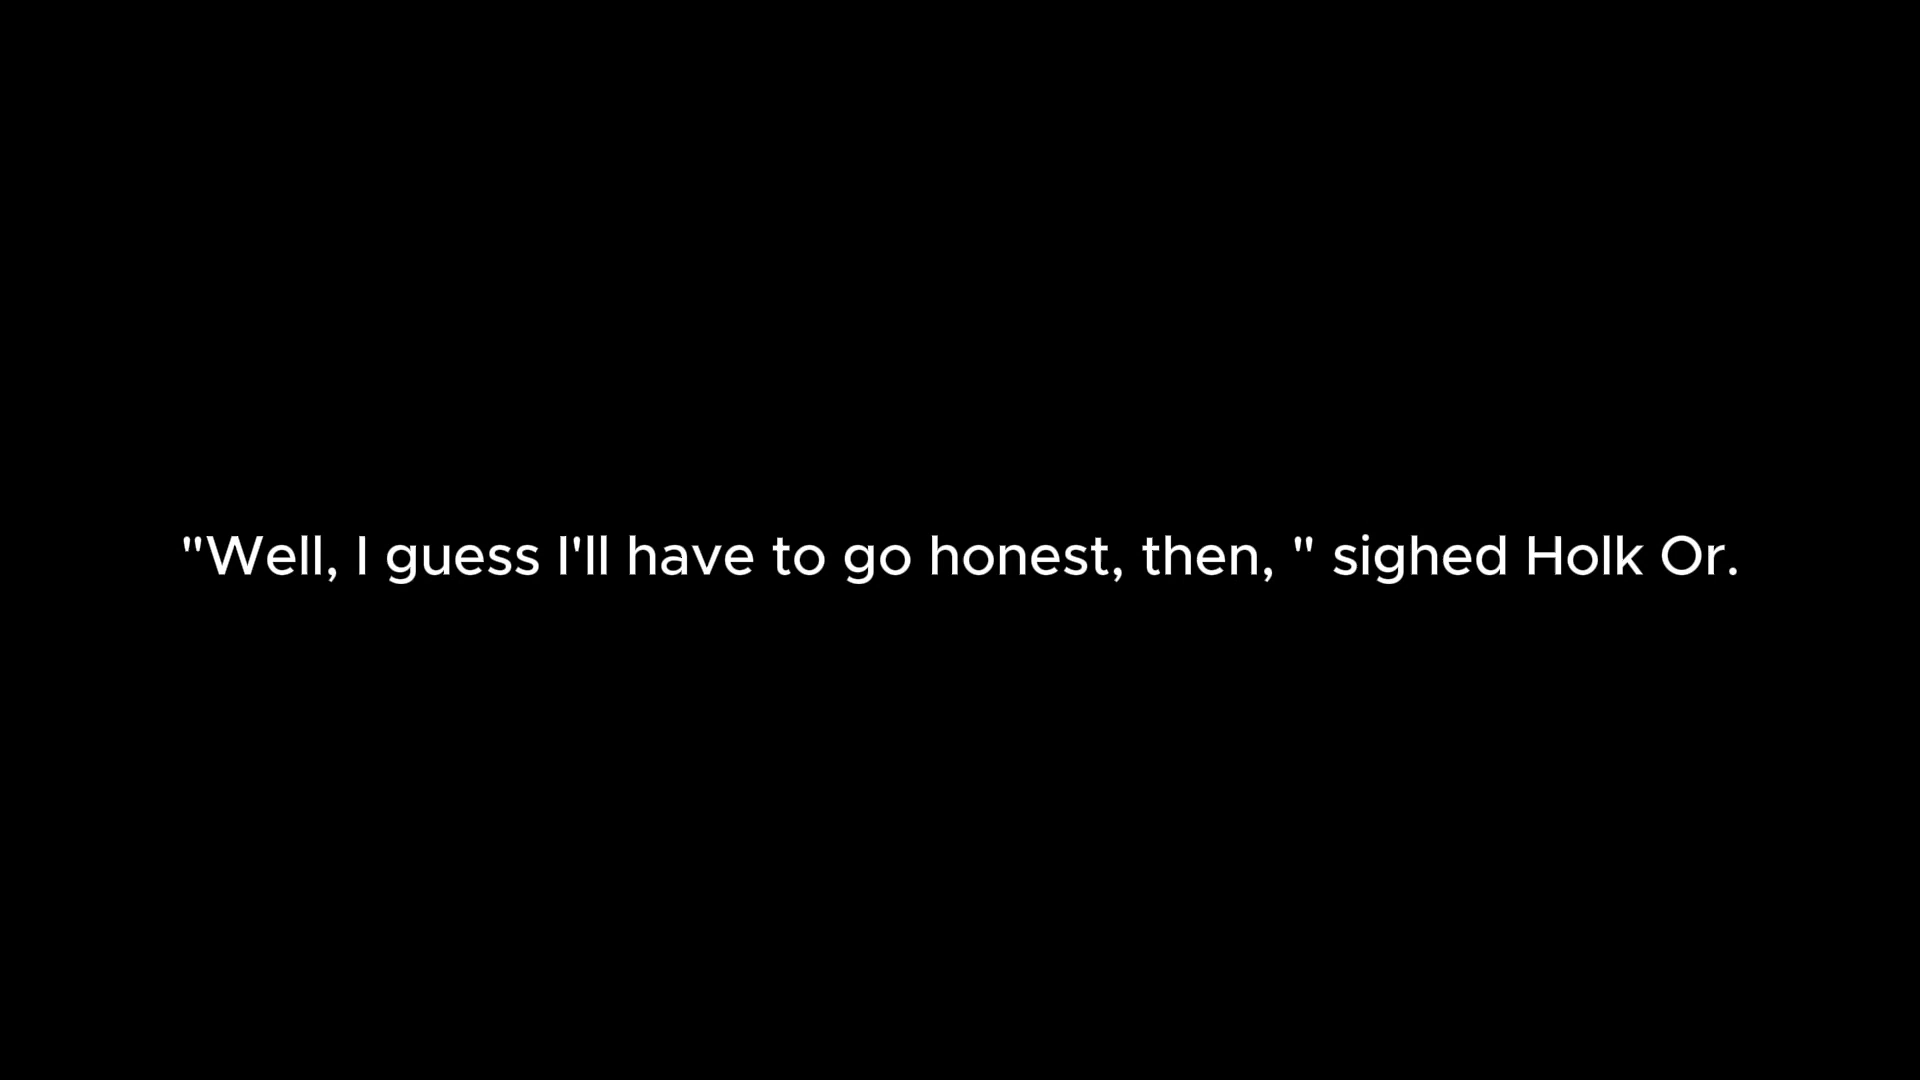 "Well, I guess I'll have to go honest, then, " sighed Holk Or.